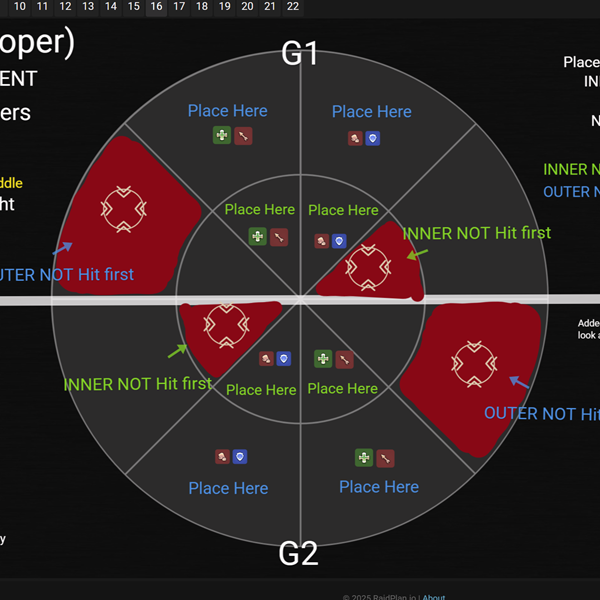 10 11 12 13 14 15 16 17 18 19 20 21 22
oper)
G1
ENT
Place
IN
ers
Place Here
Place Here
N
INNER N
ddle
OUTER N
ht
Place Here
Place Here
INNER NOT Hit first
UTER NOT Hit first
Adde
look a
INNER NOT Hit first
Place Here
Place Here
OUTER NOT Hit
Place Here
Place Here
y
G2
© 2025 RaidPlan.io | About